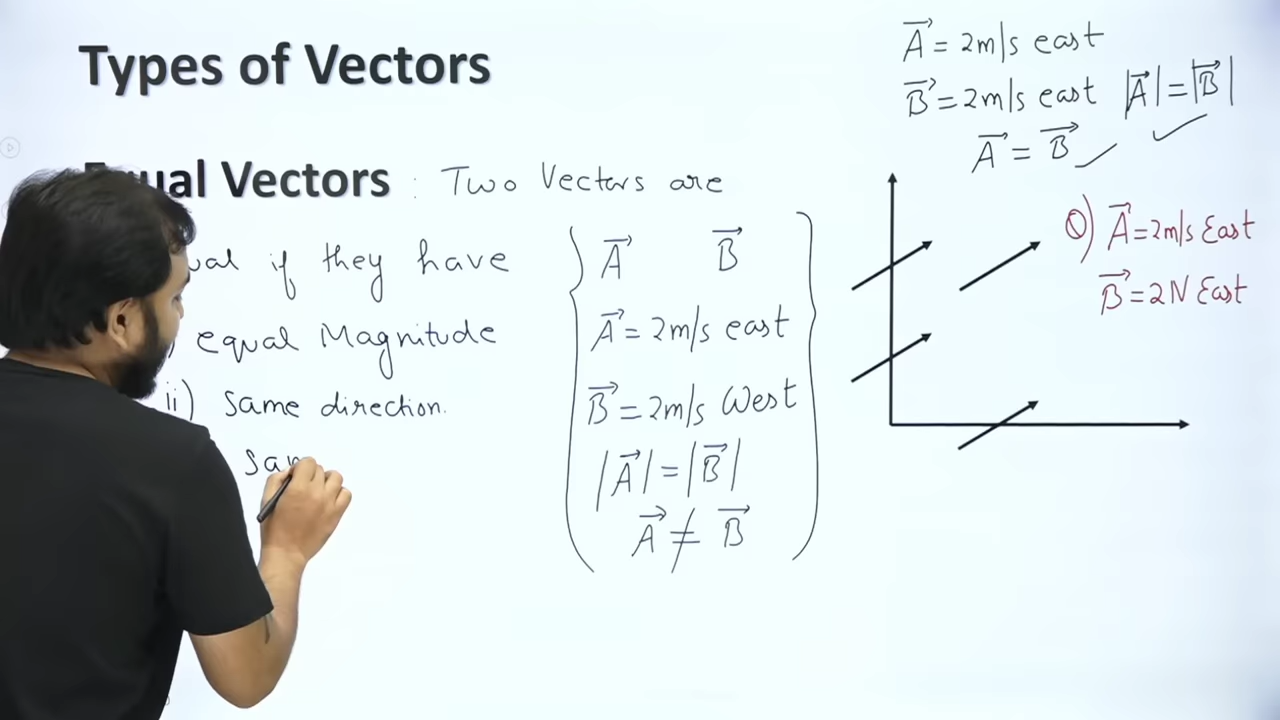 Types of Vectors
Vectors : Two Vectors are
if they have
equal Magnitude
ii) Same direction.
A⃗ B⃗
A⃗ = 2m/s east
B⃗ = 2m/s West
|A⃗| = |B⃗|
A⃗ ≠ B⃗
A⃗ = 2m/s east
B⃗ = 2m/s east |A⃗| = |B⃗| ✓
A⃗ = B⃗ ✓
Q) A⃗ = 2m/s East
B⃗ = 2N East